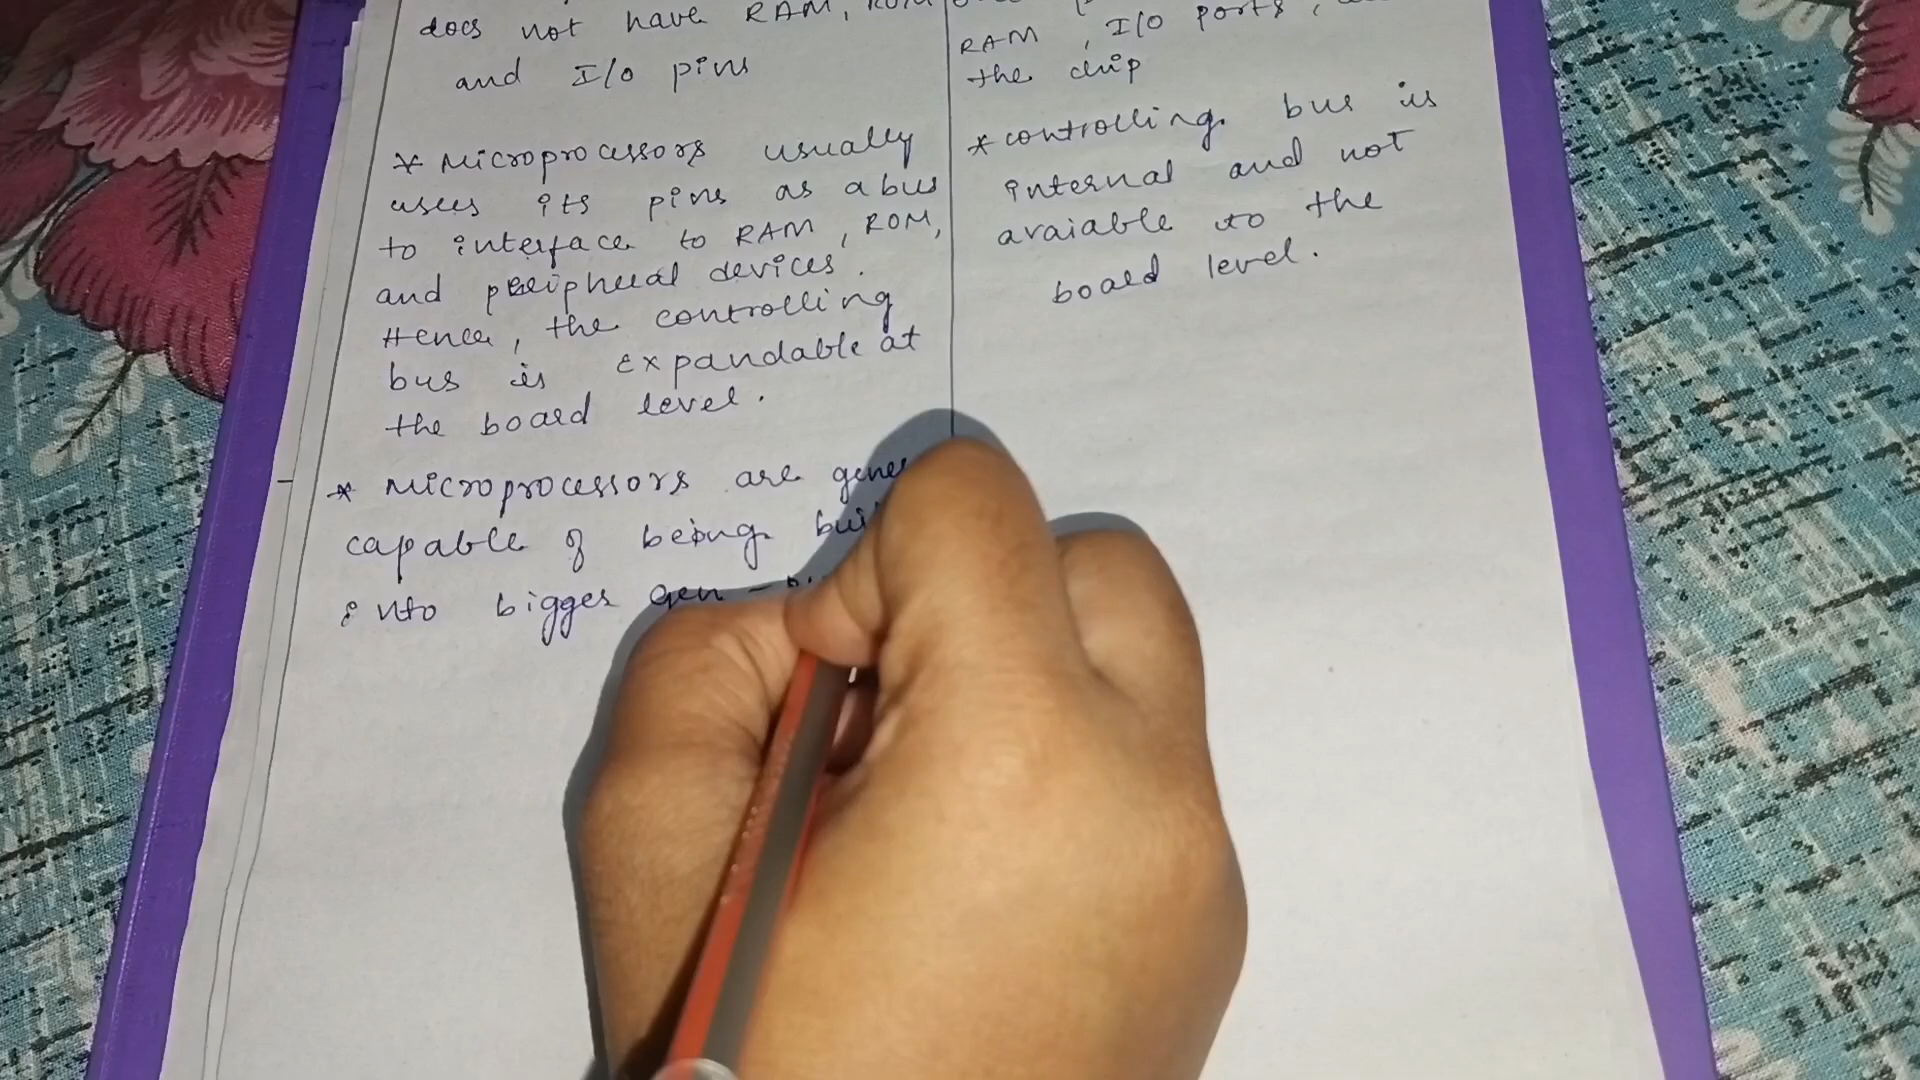 does not have RAM, ROM
and I/O pins
* Microprocessors usually
uses its pins as a bus
to interface to RAM, ROM,
and peripheral devices.
Hence, the controlling
bus is expandable at
the board level.
* Microprocessors are
capable of being
into bigger gen -
RAM, I/O ports,
the chip
* controlling bus is
internal and not
avaiable to the
board level.